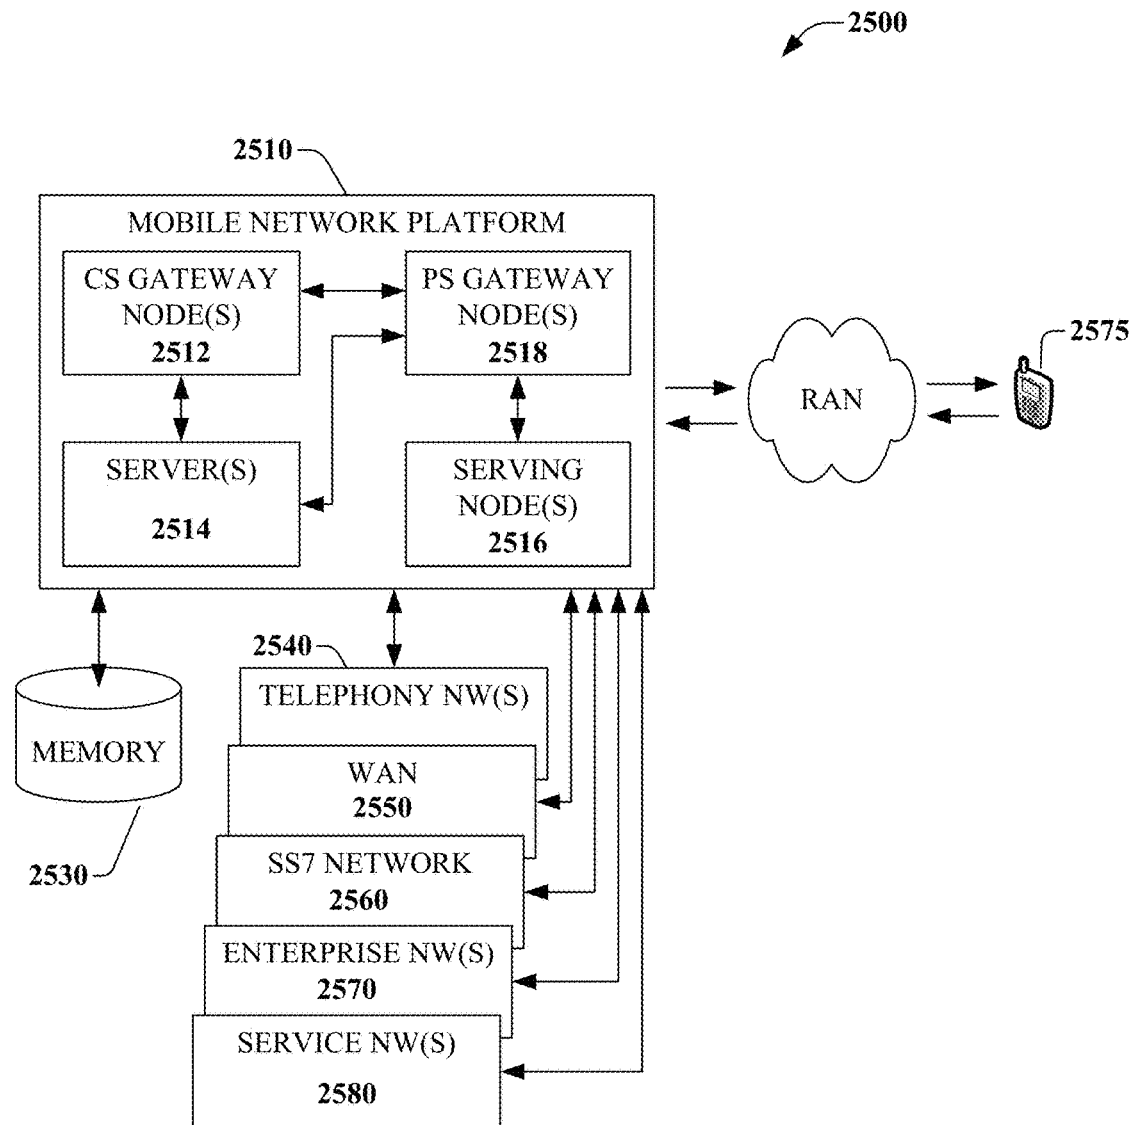 2500
2510
MOBILE NETWORK PLATFORM
CS GATEWAY
NODE(S)
2512
PS GATEWAY
NODE(S)
2518
SERVER(S)
2514
SERVING
NODE(S)
2516
RAN
2575
2540
TELEPHONY NW(S)
MEMORY
2530
WAN
2550
SS7 NETWORK
2560
ENTERPRISE NW(S)
2570
SERVICE NW(S)
2580